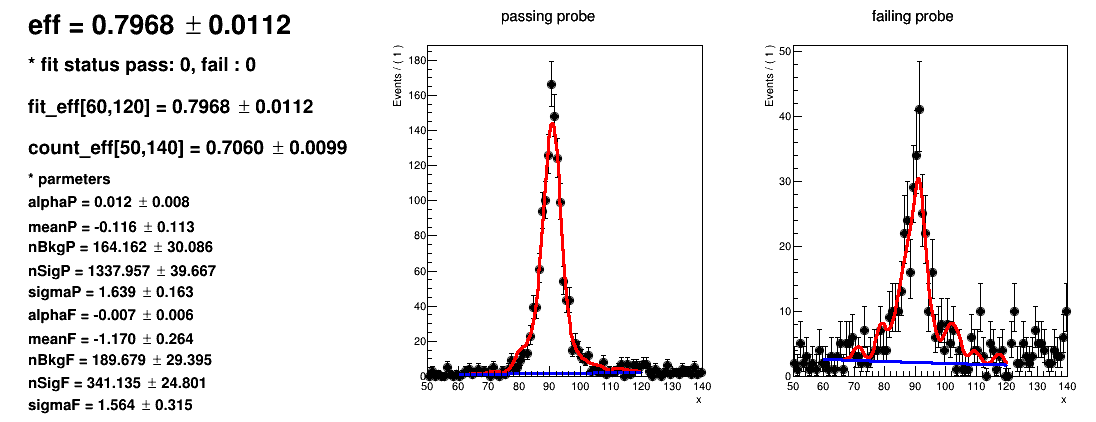 eff = 0.7968 ± 0.0112
* fit status pass: 0, fail : 0
fit_eff[60,120] = 0.7968 ± 0.0112
count_eff[50,140] = 0.7060 ± 0.0099
* parmeters
alphaP = 0.012 ± 0.008
meanP = -0.116 ± 0.113
nBkgP = 164.162 ± 30.086
nSigP = 1337.957 ± 39.667
sigmaP = 1.639 ± 0.163
alphaF = -0.007 ± 0.006
meanF = -1.170 ± 0.264
nBkgF = 189.679 ± 29.395
nSigF = 341.135 ± 24.801
sigmaF = 1.564 ± 0.315
passing probe
Events / ( 1 )
180
160
140
120
100
80
60
40
20
0
50 60 70 80 90 100 110 120 130 140
x
failing probe
Events / ( 1 )
50
40
30
20
10
0
50 60 70 80 90 100 110 120 130 140
x